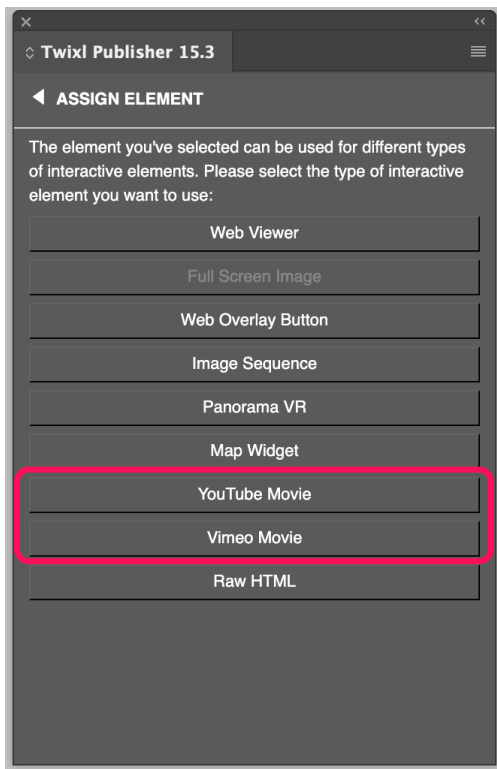 Twixl Publisher 15.3
ASSIGN ELEMENT
The element you've selected can be used for different types
of interactive elements. Please select the type of interactive
element you want to use:
Web Viewer
Full Screen Image
Web Overlay Button
Image Sequence
Panorama VR
Map Widget
YouTube Movie
Vimeo Movie
Raw HTML